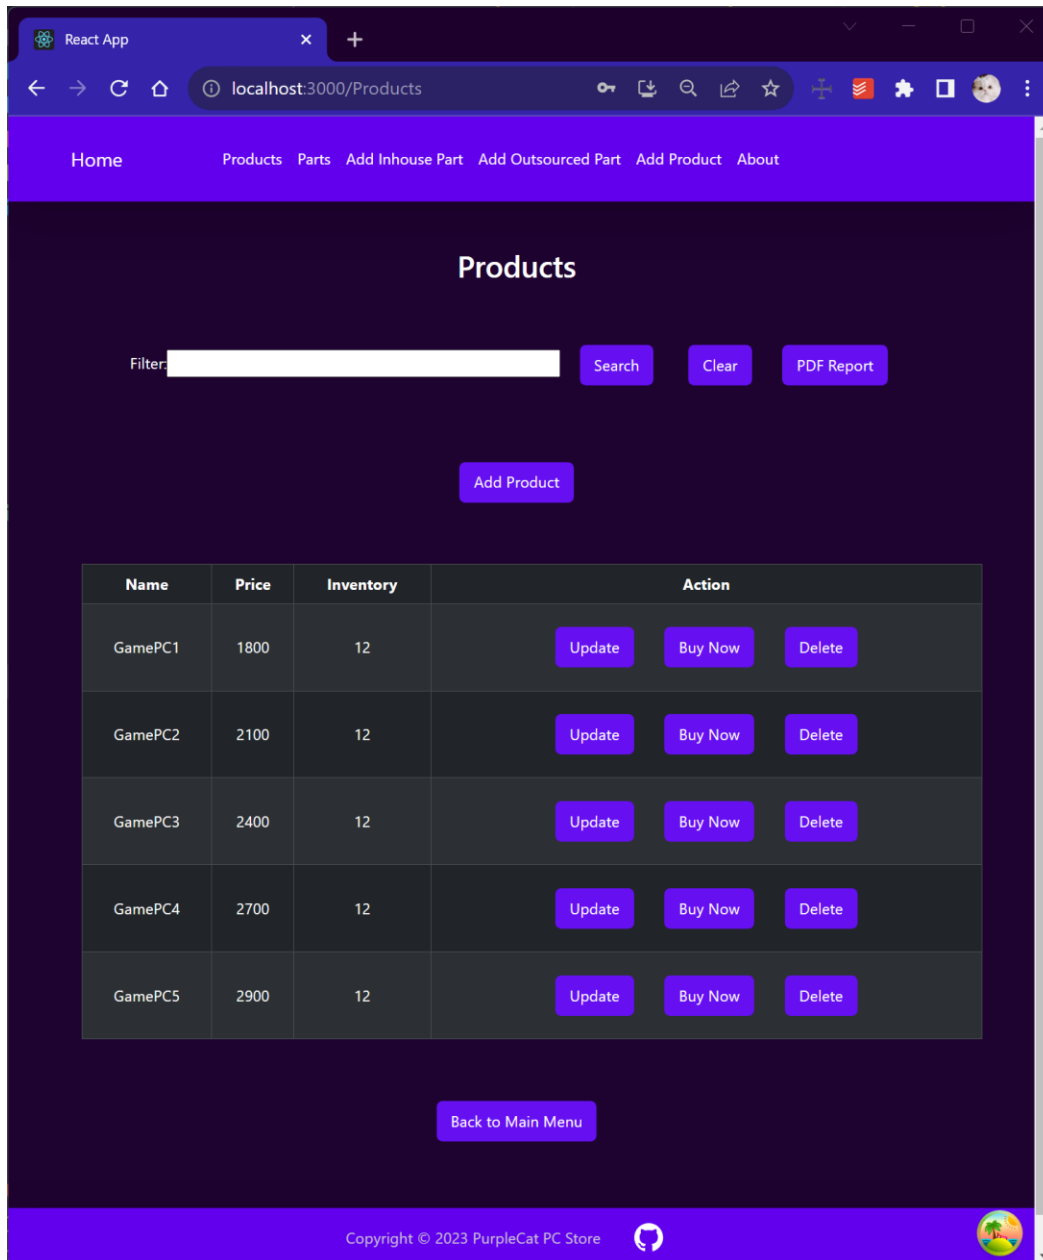 React App
localhost:3000/Products
Home Products Parts Add Inhouse Part Add Outsourced Part Add Product About
Products
Filter: Search Clear PDF Report
Add Product
Name Price Inventory Action
GamePC1 1800 12 Update Buy Now Delete
GamePC2 2100 12 Update Buy Now Delete
GamePC3 2400 12 Update Buy Now Delete
GamePC4 2700 12 Update Buy Now Delete
GamePC5 2900 12 Update Buy Now Delete
Back to Main Menu
Copyright © 2023 PurpleCat PC Store